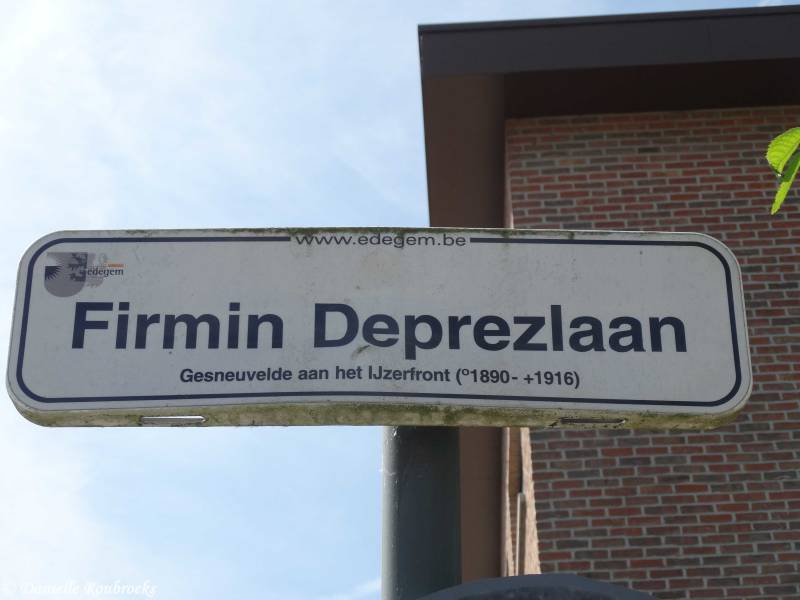 www.edegem.be
edegem
Firmin Deprezlaan
Gesneuvelde aan het IJzerfront (°1890- +1916)
© Danielle Roubroeks